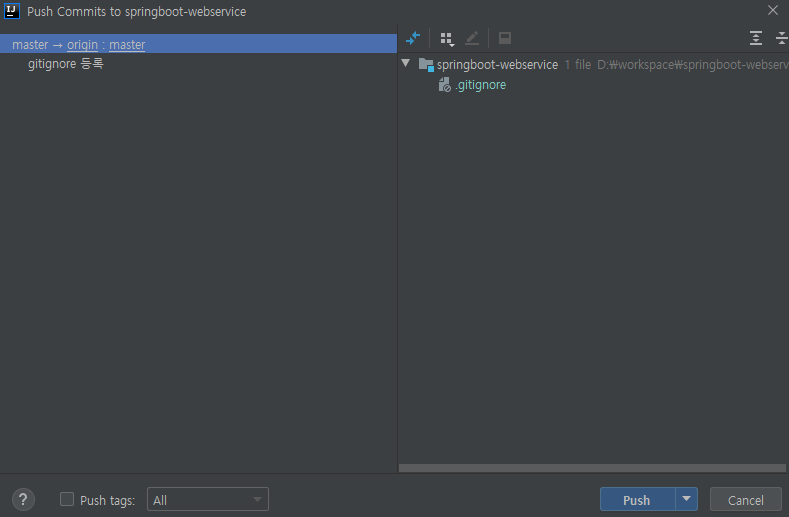 Push Commits to springboot-webservice
master → origin : master
gitignore 등록
springboot-webservice 1 file D:₩workspace₩springboot-webserv
.gitignore
? Push tags: All Push Cancel